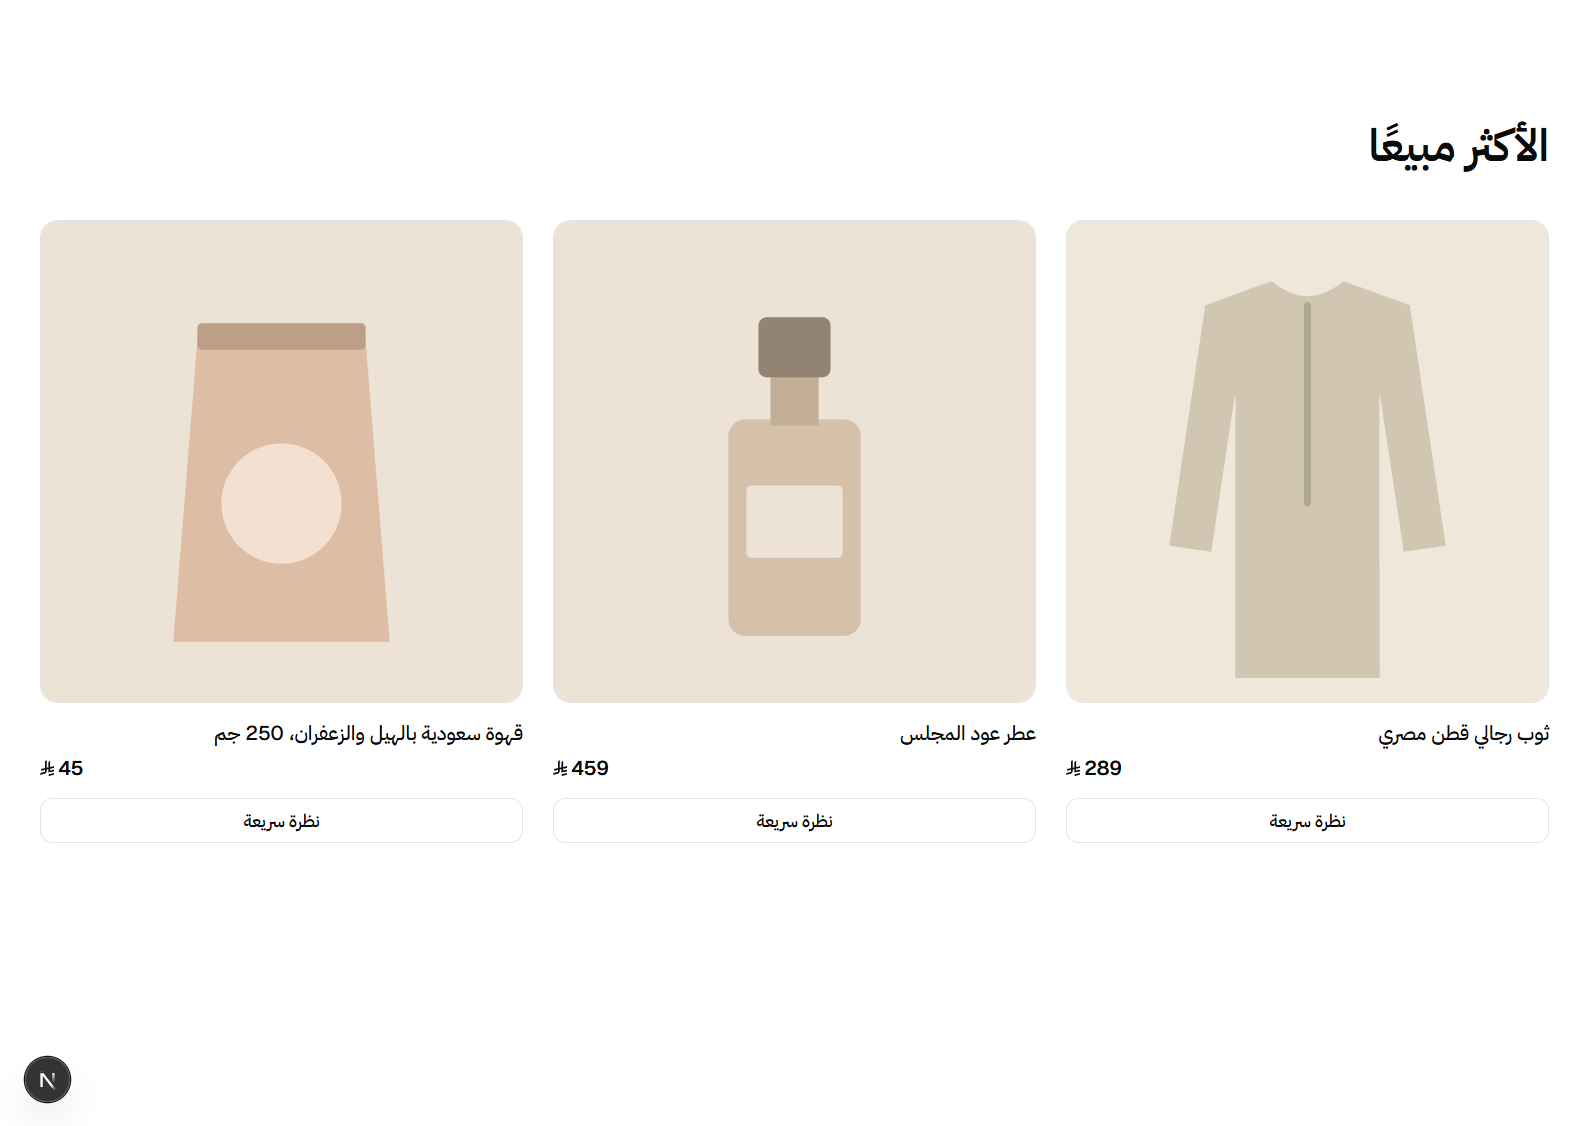 الأكثر مبيعًا
ثوب رجالي قطن مصري
289 ⃁
نظرة سريعة
عطر عود المجلس
459 ⃁
نظرة سريعة
قهوة سعودية بالهيل والزعفران، 250 جم
45 ⃁
نظرة سريعة
N